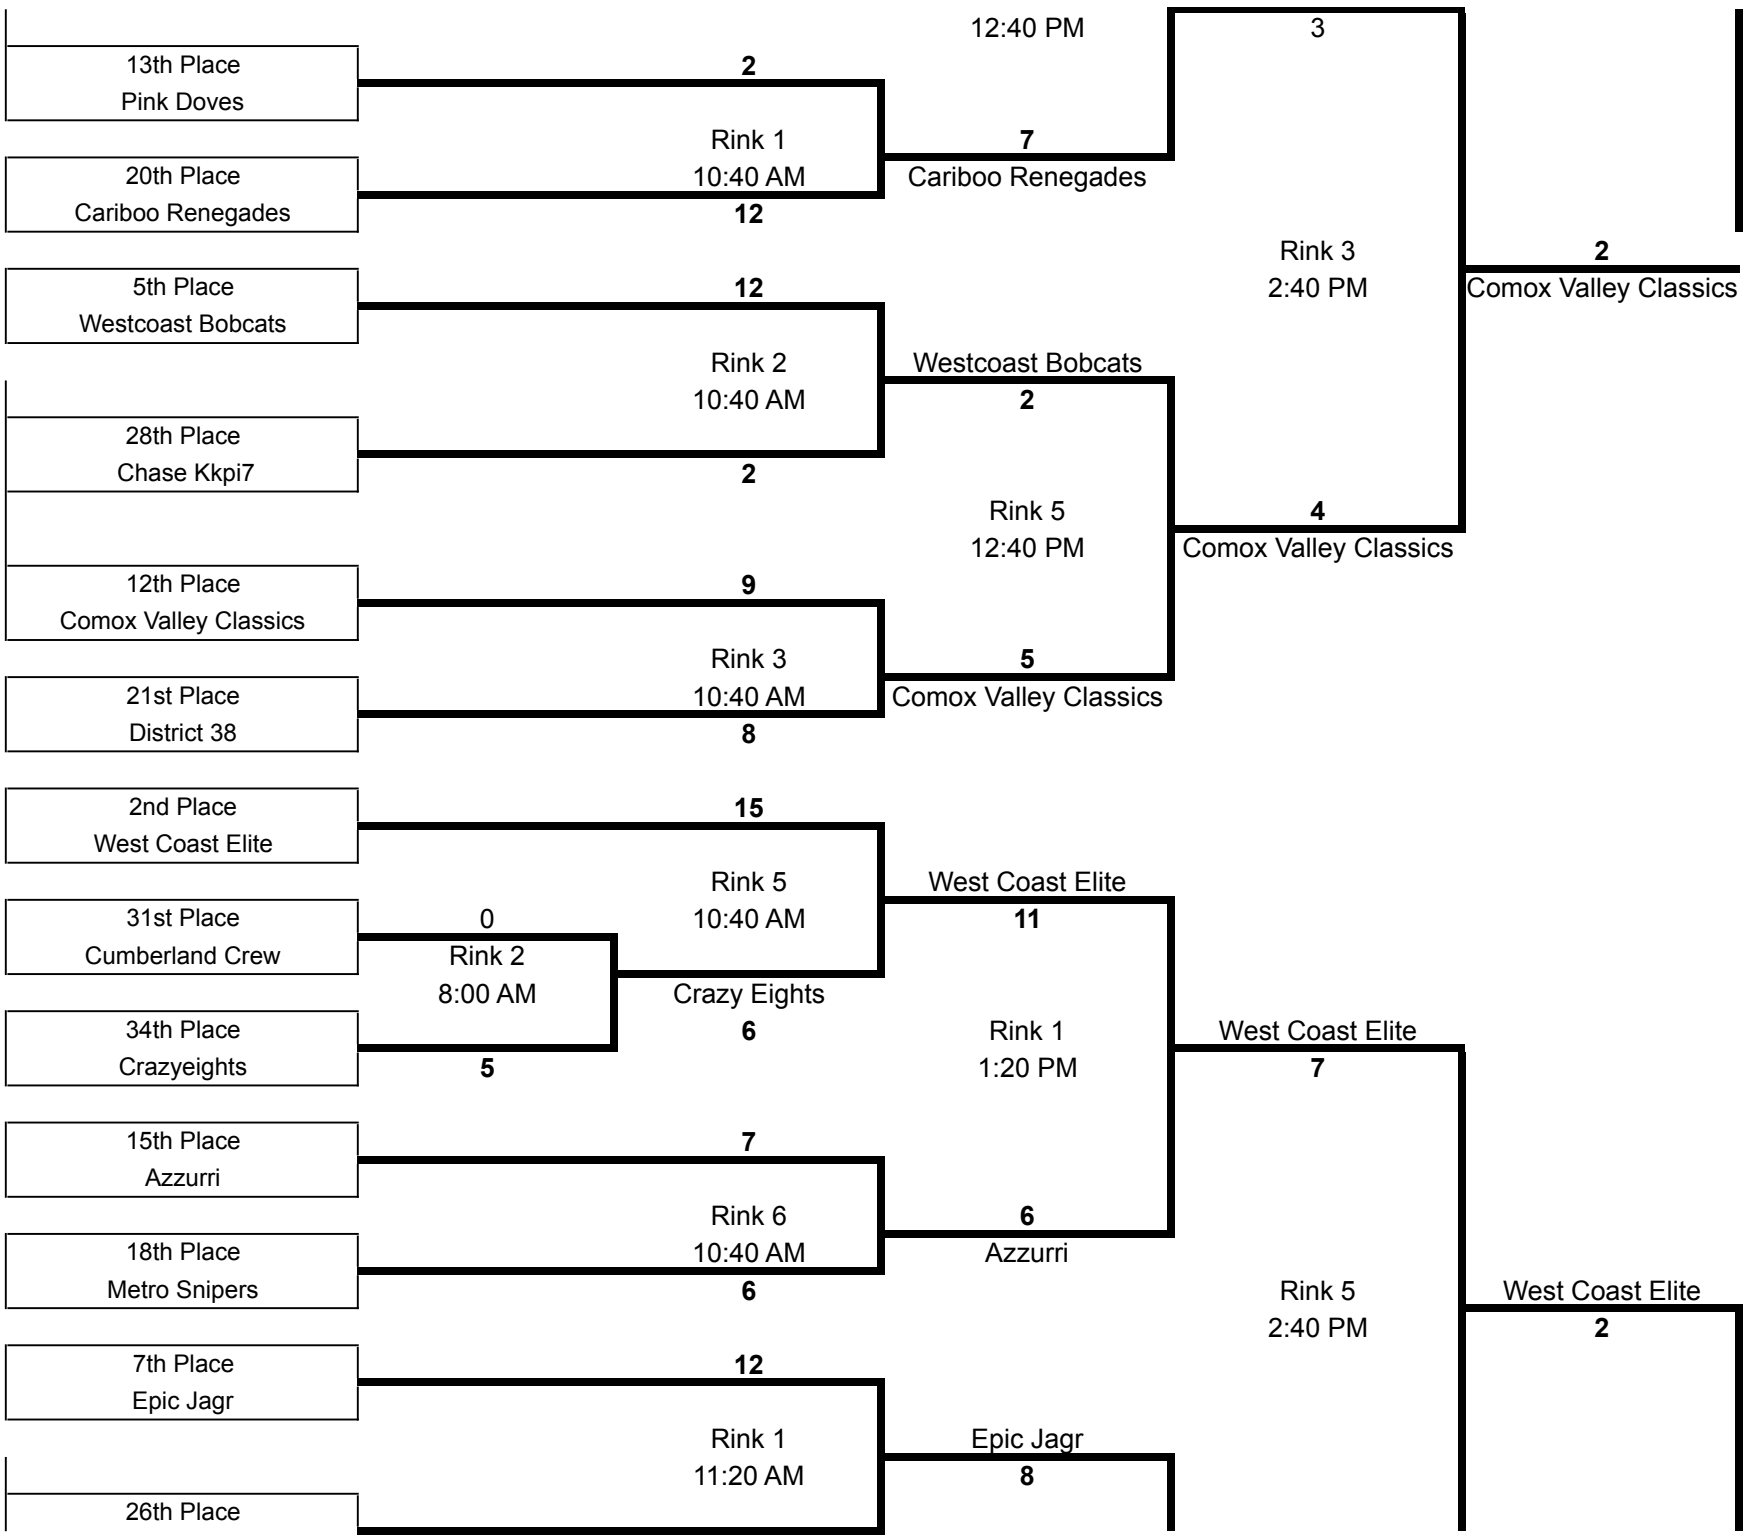 12:40 PM
3
13th Place
Pink Doves
2
Rink 1
10:40 AM
7
Cariboo Renegades
20th Place
Cariboo Renegades
12
Rink 3
2:40 PM
2
Comox Valley Classics
5th Place
Westcoast Bobcats
12
Rink 2
10:40 AM
Westcoast Bobcats
2
28th Place
Chase Kkpi7
2
Rink 5
12:40 PM
4
Comox Valley Classics
12th Place
Comox Valley Classics
9
Rink 3
10:40 AM
5
Comox Valley Classics
21st Place
District 38
8
2nd Place
West Coast Elite
15
Rink 5
10:40 AM
West Coast Elite
11
31st Place
Cumberland Crew
0
Rink 2
8:00 AM
Crazy Eights
6
34th Place
Crazyeights
5
Rink 1
1:20 PM
West Coast Elite
7
15th Place
Azzurri
7
Rink 6
10:40 AM
6
Azzurri
18th Place
Metro Snipers
6
Rink 5
2:40 PM
West Coast Elite
2
7th Place
Epic Jagr
12
Rink 1
11:20 AM
Epic Jagr
8
26th Place